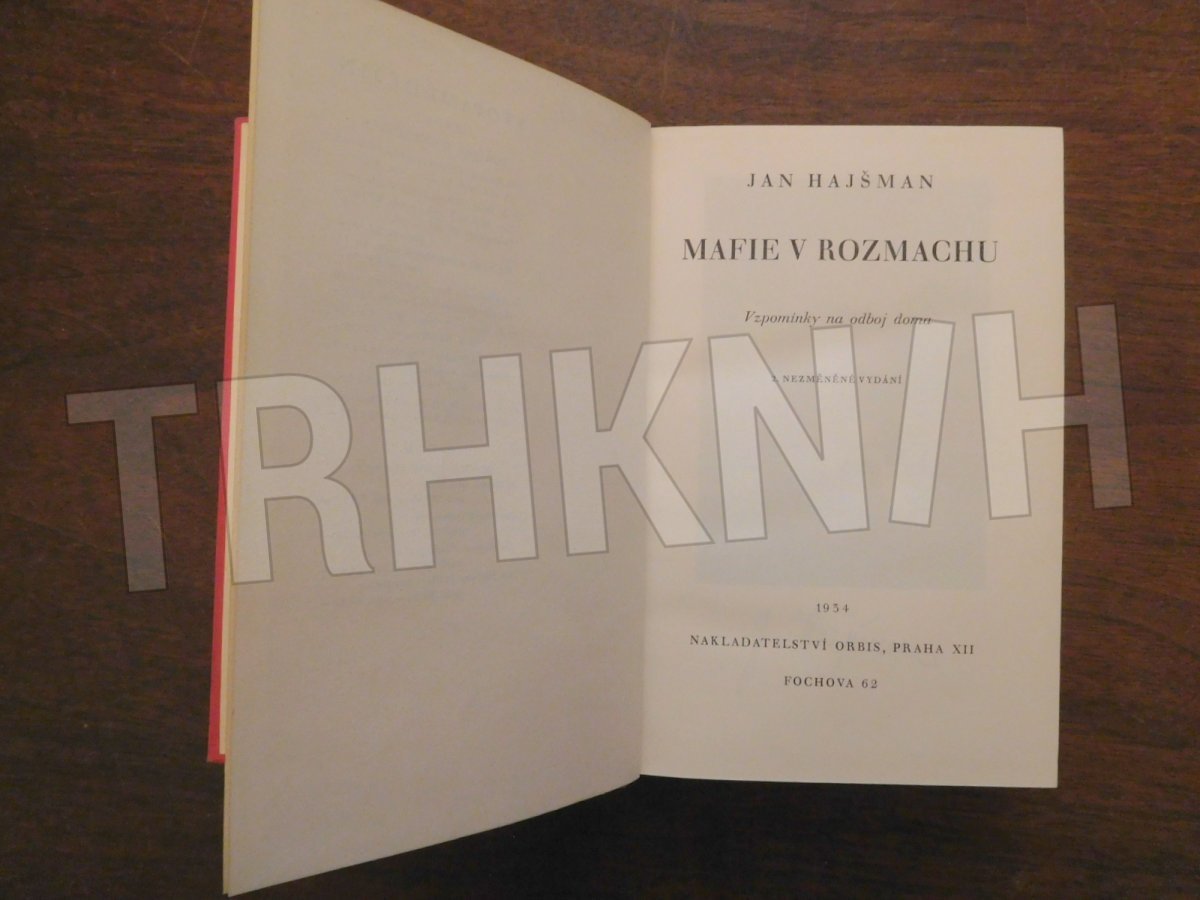 JAN HAJŠMAN
MAFIE V ROZMACHU
Vzpomínky na odboj doma
2. NEZMĚNĚNÉ VYDÁNÍ
1934
NAKLADATELSTVÍ ORBIS, PRAHA XII
FOCHOVA 62
TRHKNIH